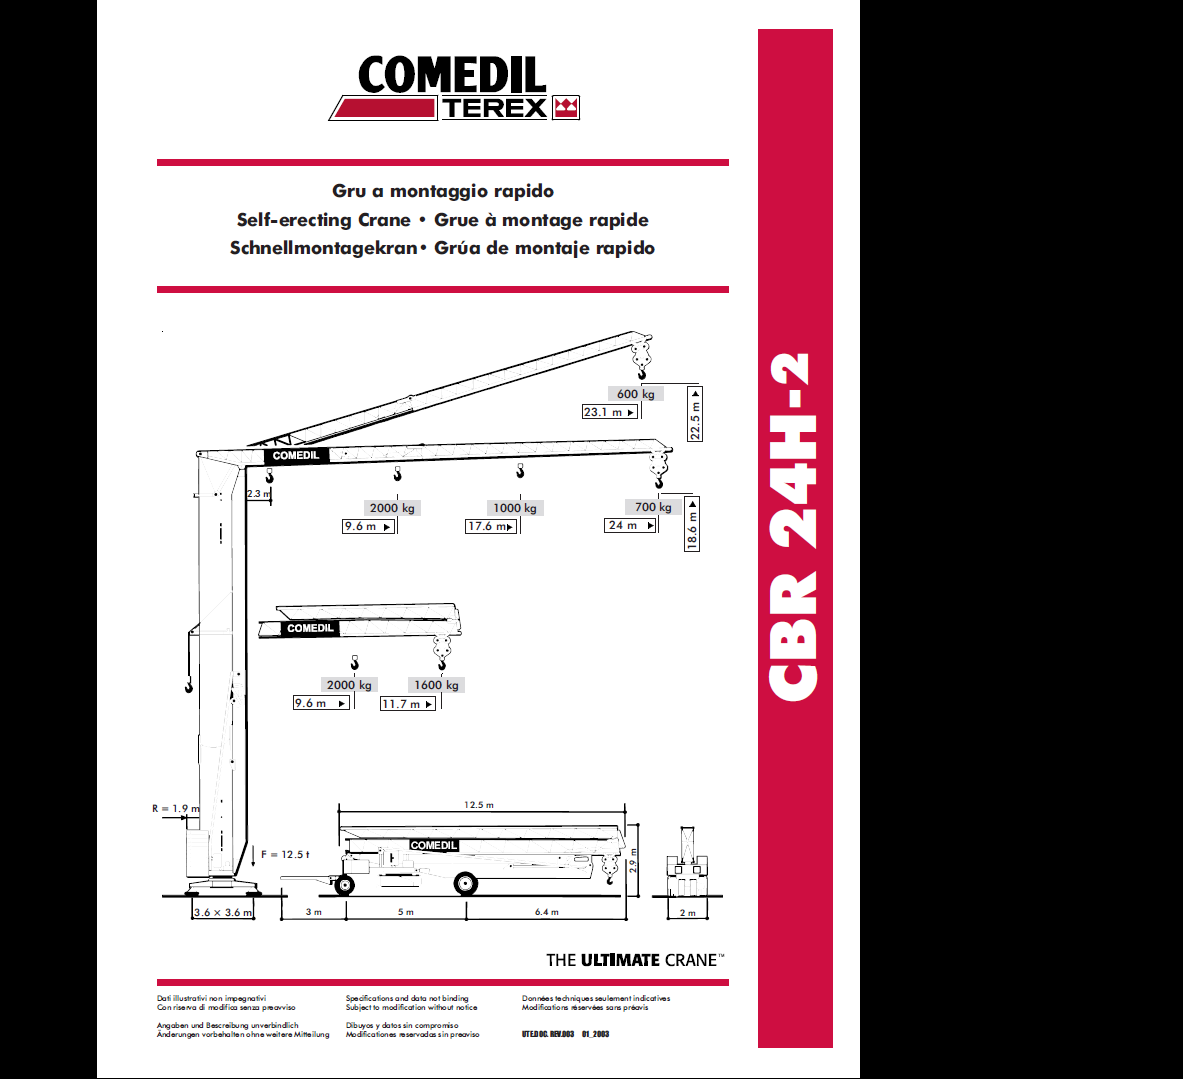 COMEDIL
TEREX
Gru a montaggio rapido
Self-erecting Crane • Grue à montage rapide
Schnellmontagekran• Grúa de montaje rapido
CBR 24H-2
600 kg
23.1 m
22.5 m
COMEDIL
2.3 m
2000 kg
9.6 m
1000 kg
17.6 m
700 kg
24 m
18.6 m
COMEDIL
2000 kg
9.6 m
1600 kg
11.7 m
R = 1.9 m
12.5 m
COMEDIL
F = 12.5 t
2.9 m
3.6 × 3.6 m
3 m
5 m
6.4 m
2 m
THE ULTIMATE CRANE™
Dati illustrativi non impegnativi
Con riserva di modifica senza preavviso
Angaben und Bescreibung unverbindlich
Änderungen vorbehalten ohne weitere Mitteilung
Specifications and data not binding
Subject to modification without notice
Dibuyos y datos sin compromiso
Modificationes reservadas sin preaviso
Données techniques seulement indicatives
Modifications réservées sans préavis
UTE.DOC. REV.003 01_2003